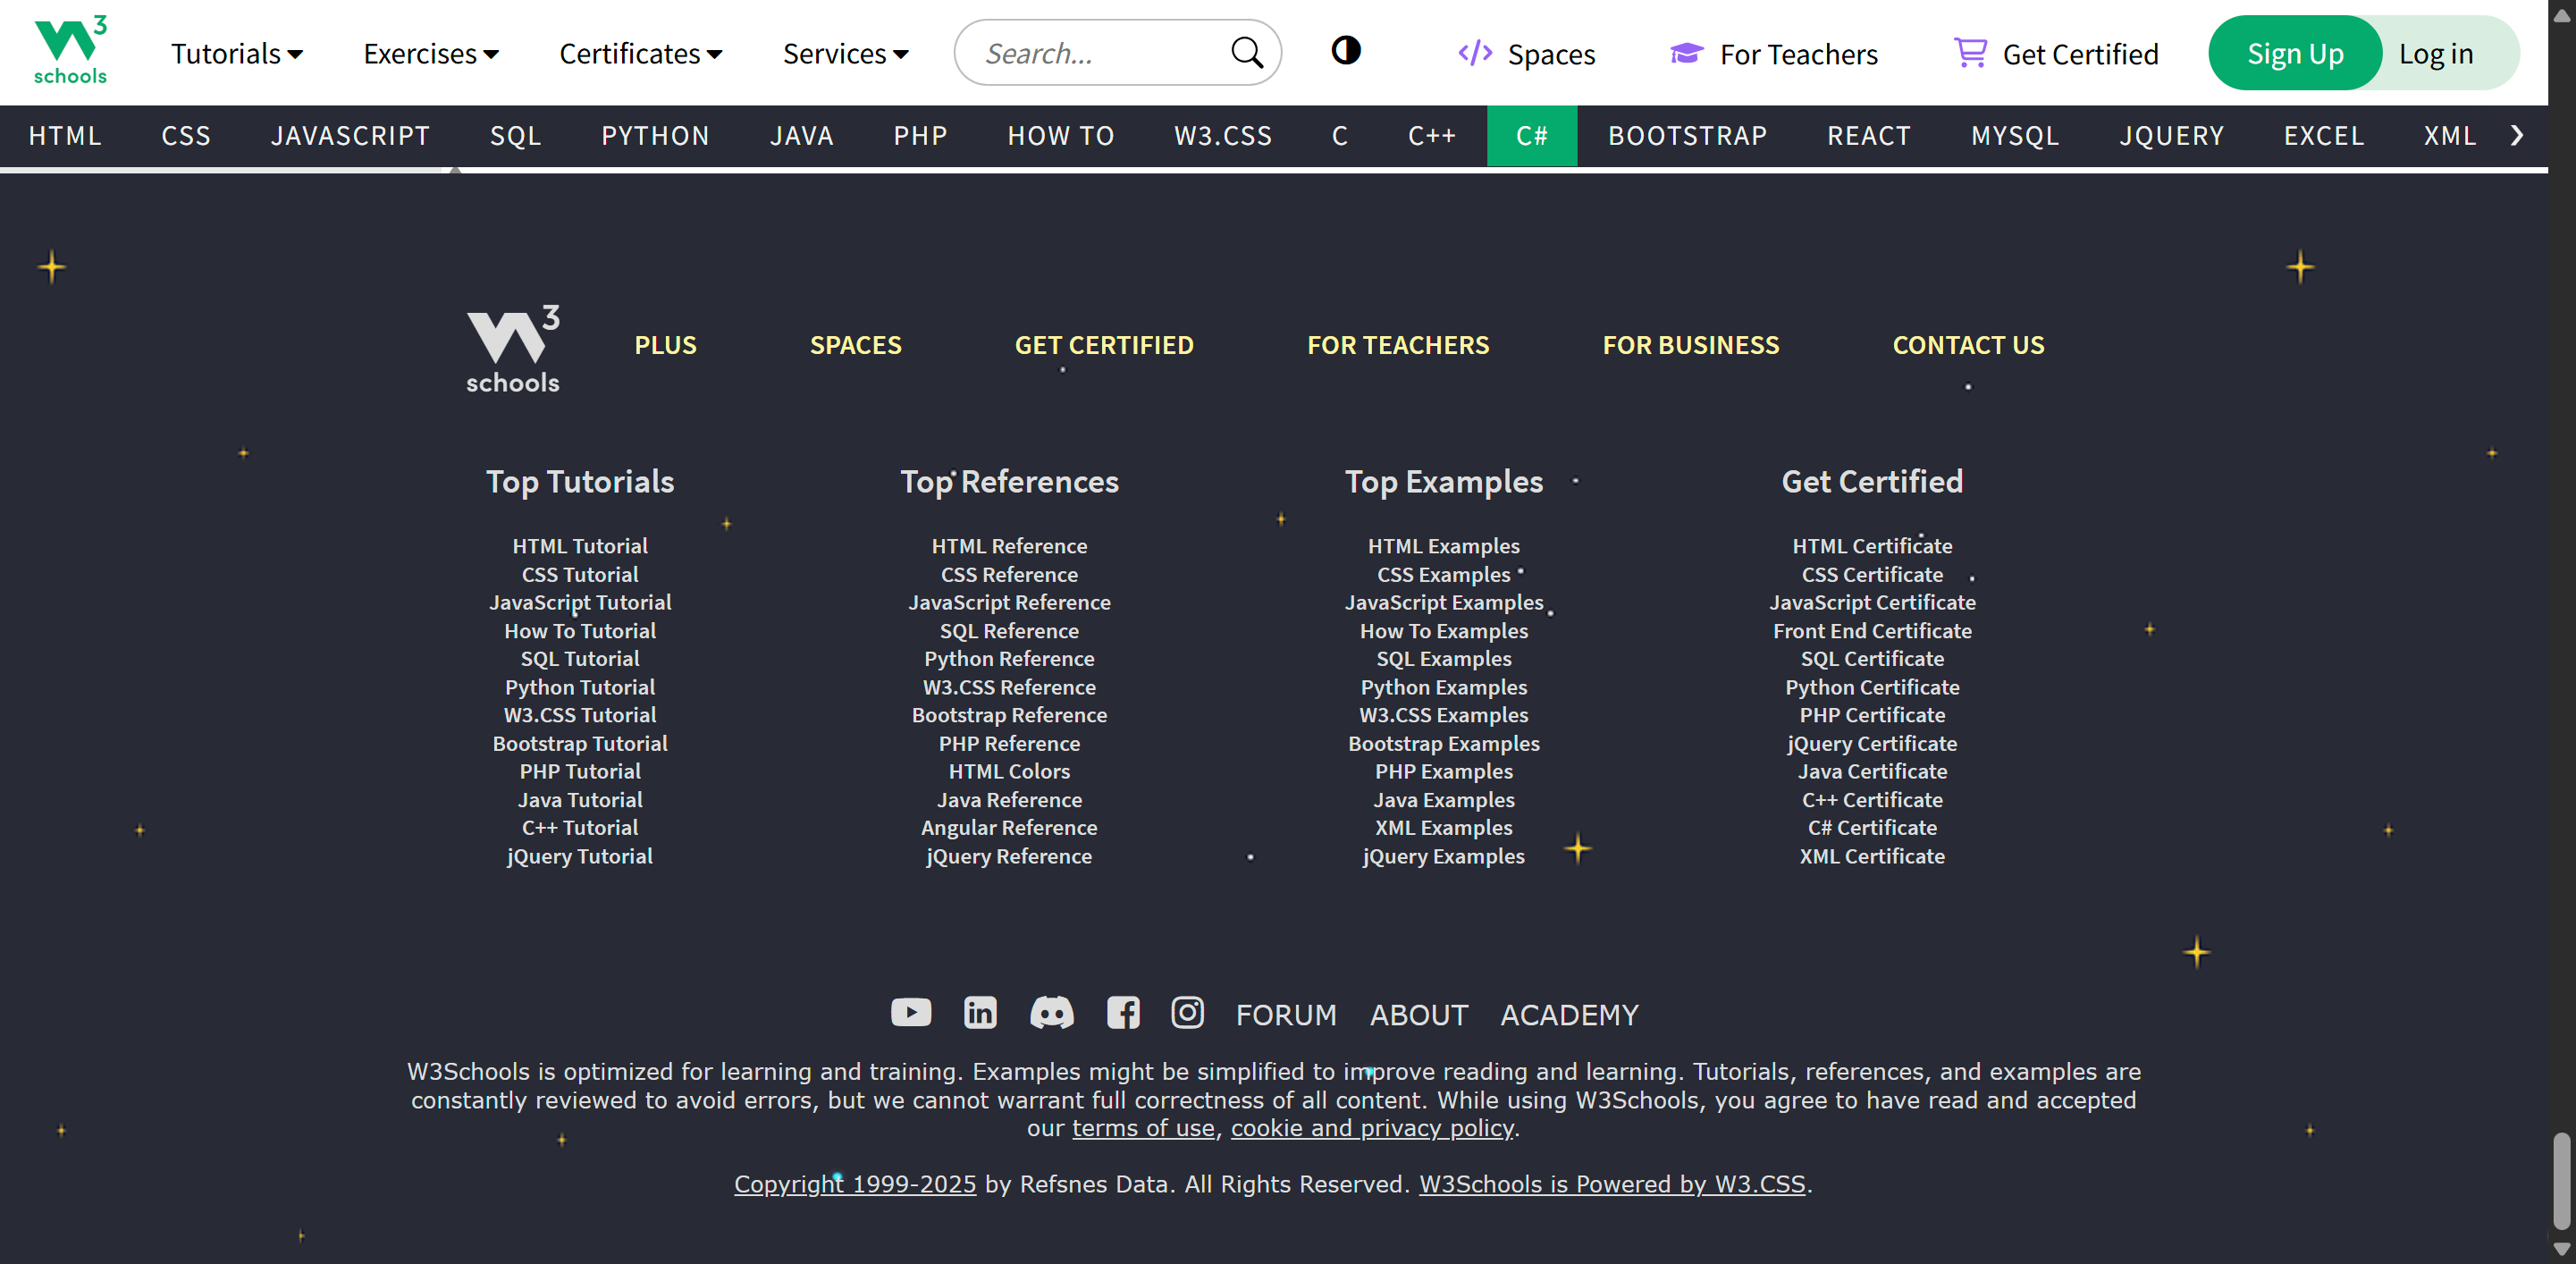 W3 schools
Tutorials Exercises Certificates Services Search... Spaces For Teachers Get Certified Sign Up Log in
HTML CSS JAVASCRIPT SQL PYTHON JAVA PHP HOW TO W3.CSS C C++ C# BOOTSTRAP REACT MYSQL JQUERY EXCEL XML ❯
W3 schools
PLUS SPACES GET CERTIFIED FOR TEACHERS FOR BUSINESS CONTACT US
Top Tutorials
HTML Tutorial
CSS Tutorial
JavaScript Tutorial
How To Tutorial
SQL Tutorial
Python Tutorial
W3.CSS Tutorial
Bootstrap Tutorial
PHP Tutorial
Java Tutorial
C++ Tutorial
jQuery Tutorial
Top References
HTML Reference
CSS Reference
JavaScript Reference
SQL Reference
Python Reference
W3.CSS Reference
Bootstrap Reference
PHP Reference
HTML Colors
Java Reference
Angular Reference
jQuery Reference
Top Examples
HTML Examples
CSS Examples
JavaScript Examples
How To Examples
SQL Examples
Python Examples
W3.CSS Examples
Bootstrap Examples
PHP Examples
Java Examples
XML Examples
jQuery Examples
Get Certified
HTML Certificate
CSS Certificate
JavaScript Certificate
Front End Certificate
SQL Certificate
Python Certificate
PHP Certificate
jQuery Certificate
Java Certificate
C++ Certificate
C# Certificate
XML Certificate
FORUM ABOUT ACADEMY
W3Schools is optimized for learning and training. Examples might be simplified to improve reading and learning. Tutorials, references, and examples are
constantly reviewed to avoid errors, but we cannot warrant full correctness of all content. While using W3Schools, you agree to have read and accepted
our terms of use, cookie and privacy policy.
Copyright 1999-2025 by Refsnes Data. All Rights Reserved. W3Schools is Powered by W3.CSS.